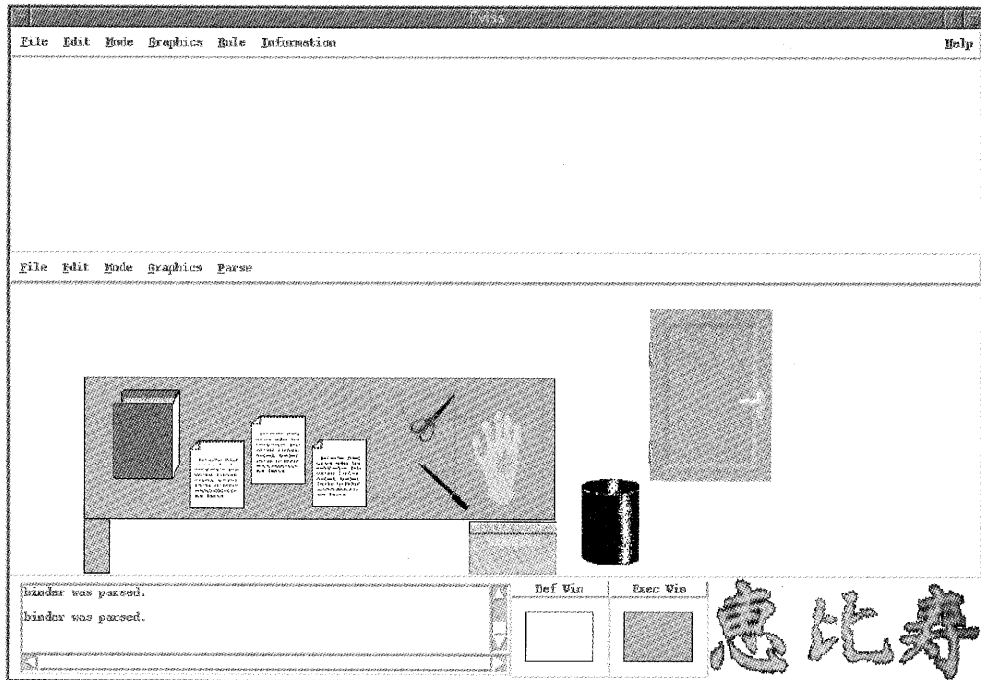 Eviss
File Edit Mode Graphics Rule Information Help
File Edit Mode Graphics Parse
binder was parsed.
binder was parsed.
Def Win Exec Win
恵比寿